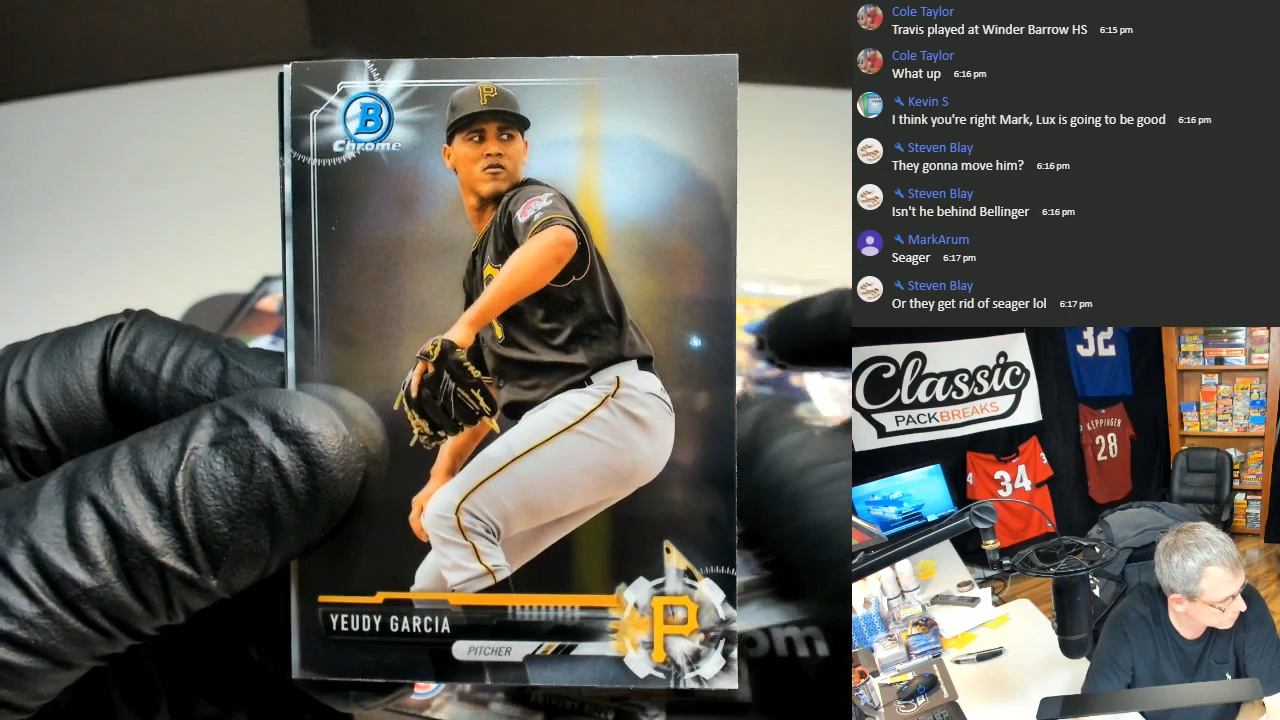 B
Chrome
P
YEUDY GARCIA
PITCHER
P
Cole Taylor
Travis played at Winder Barrow HS 6:15 pm
Cole Taylor
What up 6:16 pm
Kevin S
I think you're right Mark, Lux is going to be good 6:16 pm
Steven Blay
They gonna move him? 6:16 pm
Steven Blay
Isn't he behind Bellinger 6:16 pm
MarkArum
Seager 6:17 pm
Steven Blay
Or they get rid of seager lol 6:17 pm
Classic
PACKBREAKS
32
KEPPINGER
28
34